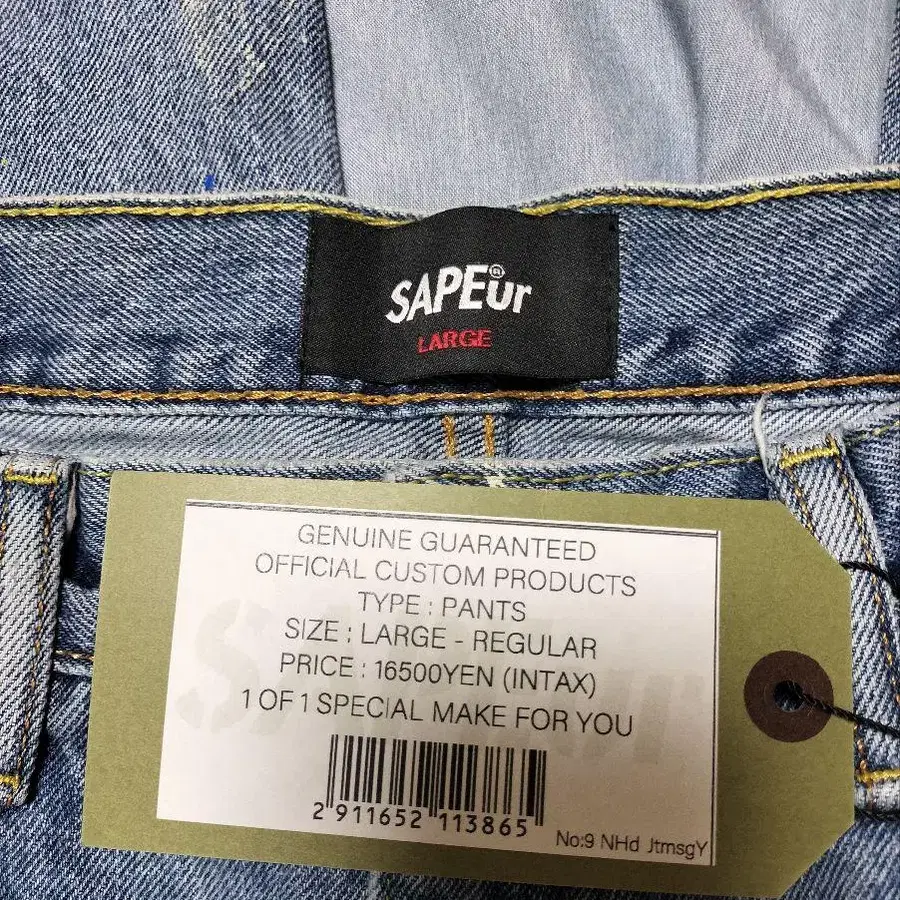 SAPEur®
LARGE
GENUINE GUARANTEED
OFFICIAL CUSTOM PRODUCTS
TYPE : PANTS
SIZE : LARGE - REGULAR
PRICE : 16500YEN (INTAX)
1 OF 1 SPECIAL MAKE FOR YOU
2 911652 113865
No:9 NHd JtmsgY